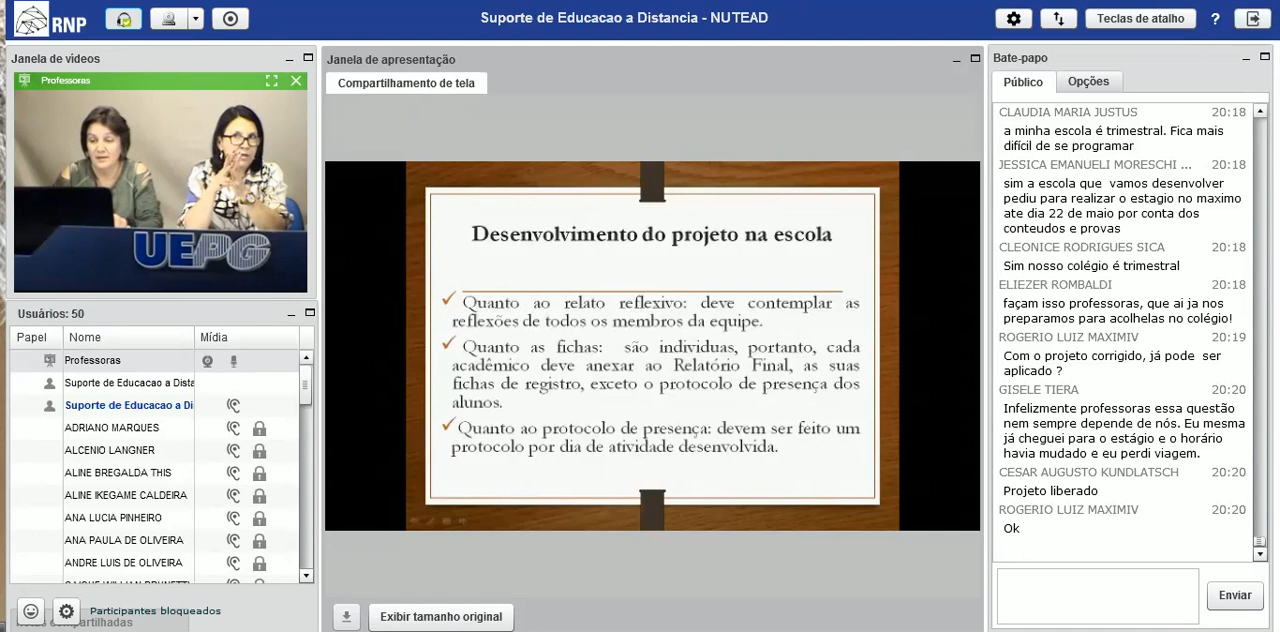 RNP
Suporte de Educacao a Distancia - NUTEAD
Teclas de atalho
?
Janela de vídeos
Professoras
UEPG
Usuários: 50
Papel Nome Mídia
Professoras
Suporte de Educacao a Dista
Suporte de Educacao a Di
ADRIANO MARQUES
ALCENIO LANGNER
ALINE BREGALDA THIS
ALINE IKEGAME CALDEIRA
ANA LUCIA PINHEIRO
ANA PAULA DE OLIVEIRA
ANDRE LUIS DE OLIVEIRA
Participantes bloqueados
Janela de apresentação
Compartilhamento de tela
Desenvolvimento do projeto na escola
✓ Quanto ao relato reflexivo: deve contemplar as
reflexões de todos os membros da equipe.
✓ Quanto as fichas: são individuas, portanto, cada
acadêmico deve anexar ao Relatório Final, as suas
fichas de registro, exceto o protocolo de presença dos
alunos.
✓ Quanto ao protocolo de presença: devem ser feito um
protocolo por dia de atividade desenvolvida.
Exibir tamanho original
Bate-papo
Público Opções
CLAUDIA MARIA JUSTUS 20:18
a minha escola é trimestral. Fica mais
difícil de se programar
JESSICA EMANUELI MORESCHI ... 20:18
sim a escola que vamos desenvolver
pediu para realizar o estagio no maximo
ate dia 22 de maio por conta dos
conteudos e provas
CLEONICE RODRIGUES SICA 20:18
Sim nosso colégio é trimestral
ELIEZER ROMBALDI 20:18
façam isso professoras, que ai ja nos
preparamos para acolhelas no colégio!
ROGERIO LUIZ MAXIMIV 20:19
Com o projeto corrigido, já pode ser
aplicado ?
GISELE TIERA 20:20
Infelizmente professoras essa questão
nem sempre depende de nós. Eu mesma
já cheguei para o estágio e o horário
havia mudado e eu perdi viagem.
CESAR AUGUSTO KUNDLATSCH 20:20
Projeto liberado
ROGERIO LUIZ MAXIMIV 20:20
Ok
Enviar